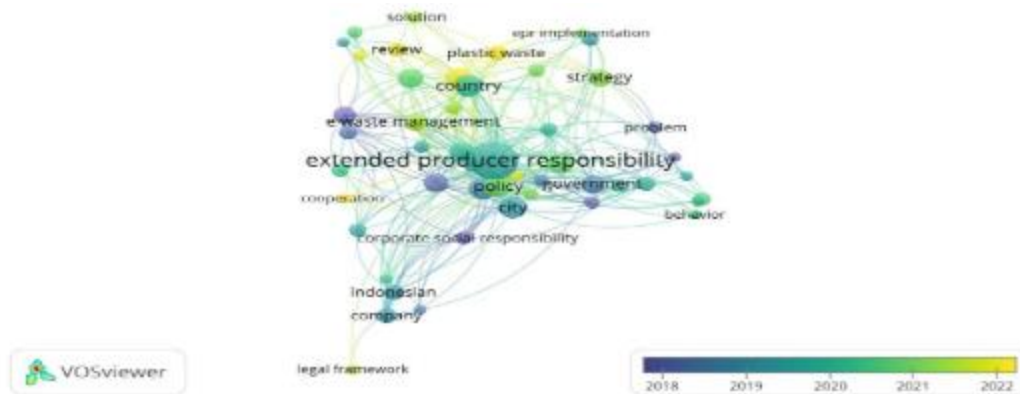 solution
epr implementation
review
plastic waste
strategy
country
e waste management
problem
extended producer responsibility
policy
government
cooperation
city
behavior
corporate social responsibility
indonesian
company
legal framework
VOSviewer
2018 2019 2020 2021 2022